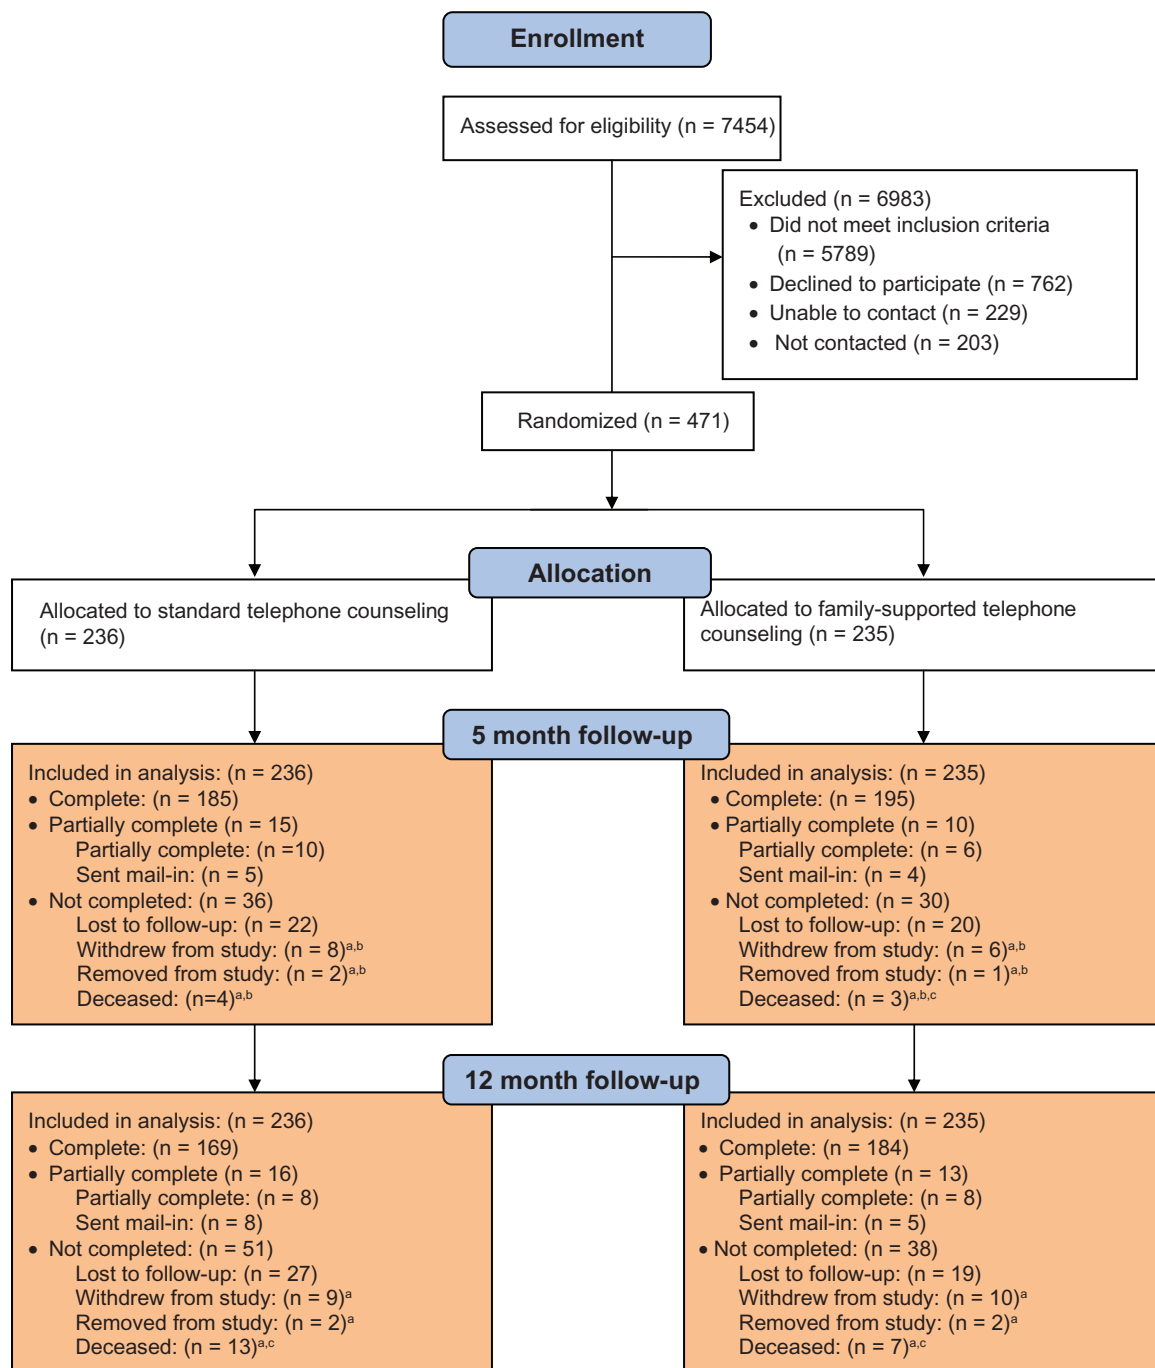 Enrollment
Assessed for eligibility (n = 7454)
Excluded (n = 6983)
• Did not meet inclusion criteria
(n = 5789)
• Declined to participate (n = 762)
• Unable to contact (n = 229)
• Not contacted (n = 203)
Randomized (n = 471)
Allocation
Allocated to standard telephone counseling
(n = 236)
Allocated to family-supported telephone
counseling (n = 235)
5 month follow-up
Included in analysis: (n = 236)
• Complete: (n = 185)
• Partially complete (n = 15)
Partially complete: (n =10)
Sent mail-in: (n = 5)
• Not completed: (n = 36)
Lost to follow-up: (n = 22)
Withdrew from study: (n = 8)a,b
Removed from study: (n = 2)a,b
Deceased: (n=4)a,b
Included in analysis: (n = 235)
• Complete: (n = 195)
• Partially complete (n = 10)
Partially complete: (n = 6)
Sent mail-in: (n = 4)
• Not completed: (n = 30)
Lost to follow-up: (n = 20)
Withdrew from study: (n = 6)a,b
Removed from study: (n = 1)a,b
Deceased: (n = 3)a,b,c
12 month follow-up
Included in analysis: (n = 236)
• Complete: (n = 169)
• Partially complete (n = 16)
Partially complete: (n = 8)
Sent mail-in: (n = 8)
• Not completed: (n = 51)
Lost to follow-up: (n = 27)
Withdrew from study: (n = 9)a
Removed from study: (n = 2)a
Deceased: (n = 13)a,c
Included in analysis: (n = 235)
• Complete: (n = 184)
• Partially complete (n = 13)
Partially complete: (n = 8)
Sent mail-in: (n = 5)
• Not completed: (n = 38)
Lost to follow-up: (n = 19)
Withdrew from study: (n = 10)a
Removed from study: (n = 2)a
Deceased: (n = 7)a,c